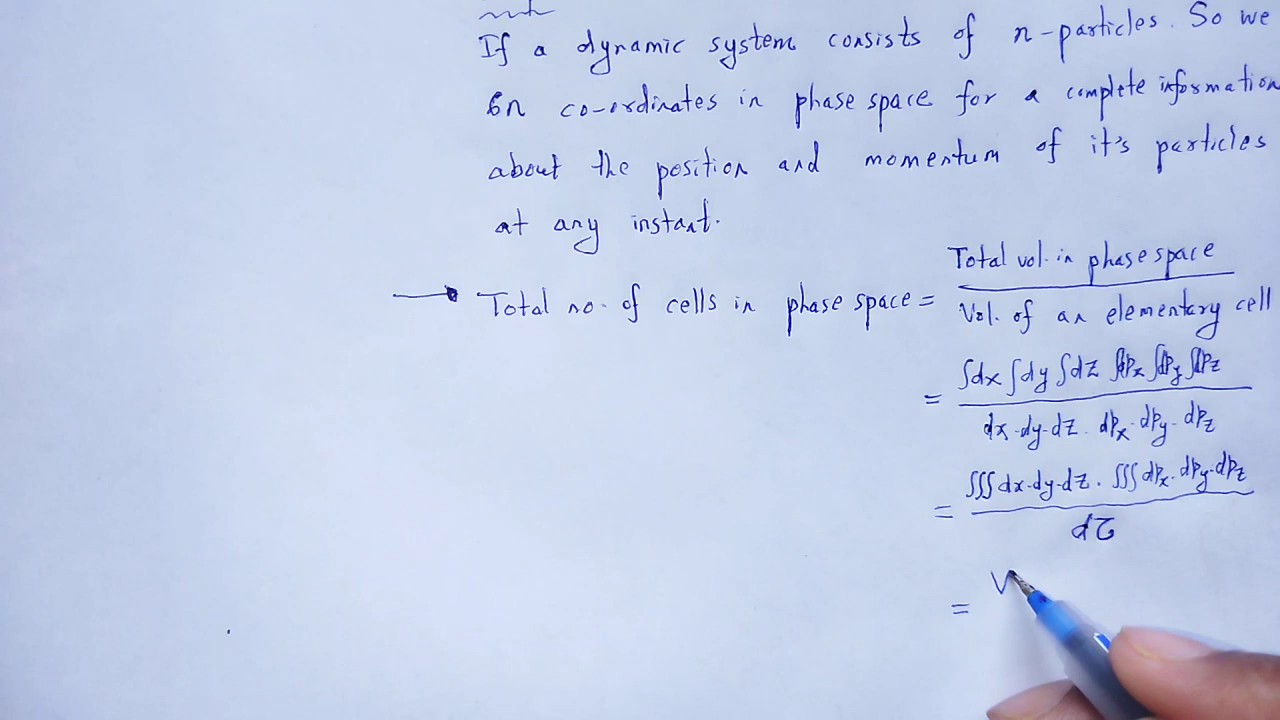 If a dynamic system consists of n-particles. So we
6n co-ordinates in phase space for a complete information
about the position and momentum of it's particles
at any instant.
→ Total no. of cells in phase space = Total vol. in phase space
Vol. of an elementary cell
= ∫dx ∫dy ∫dz ∫dpx ∫dpy ∫dpz
dx·dy·dz · dpx·dpy·dpz
= ∫∫∫ dx·dy·dz · ∫∫∫ dpx·dpy·dpz
dτ
= V